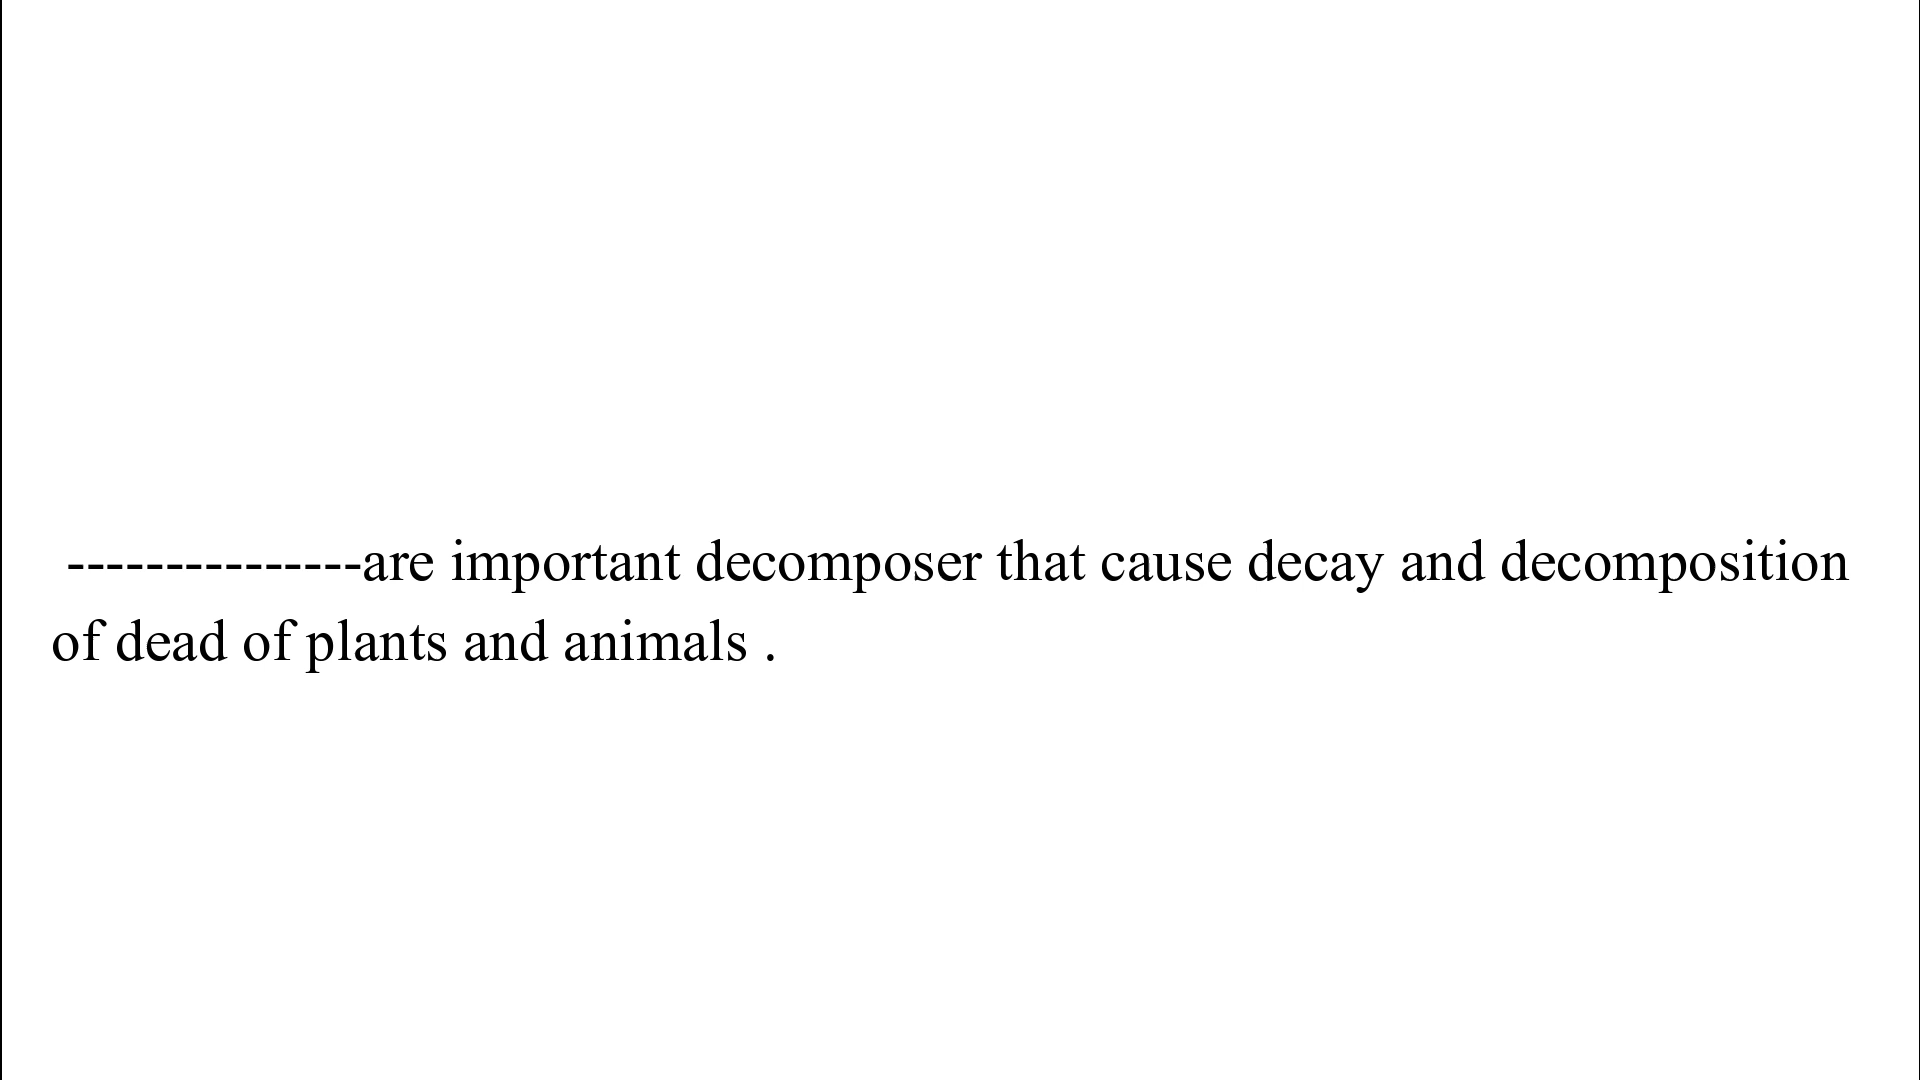 ---------------are important decomposer that cause decay and decomposition
of dead of plants and animals .